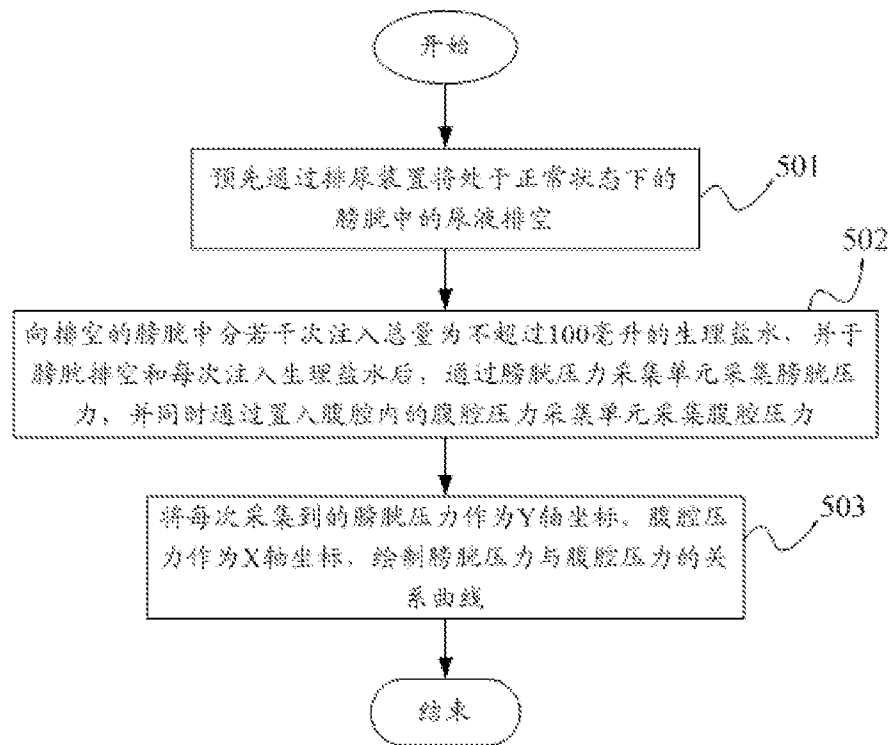 开始
预先通过排尿装置将处于正常状态下的
膀胱中的尿液排空
501
502
向排空的膀胱中分若干次注入总量为不超过100毫升的生理盐水，并于
膀胱排空和每次注入生理盐水后，通过膀胱压力采集单元采集膀胱压
力，并同时通过置入腹腔内的腹腔压力采集单元采集腹腔压力
503
将每次采集到的膀胱压力作为Y轴坐标，腹腔压
力作为X轴坐标，绘制膀胱压力与腹腔压力的关
系曲线
结束